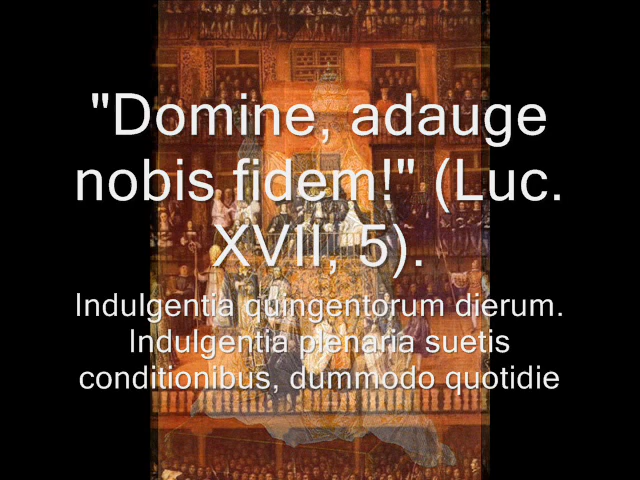 "Domine, adauge
nobis fidem!" (Luc.
XVII, 5).
Indulgentia quingentorum dierum.
Indulgentia plenaria suetis
conditionibus, dummodo quotidie